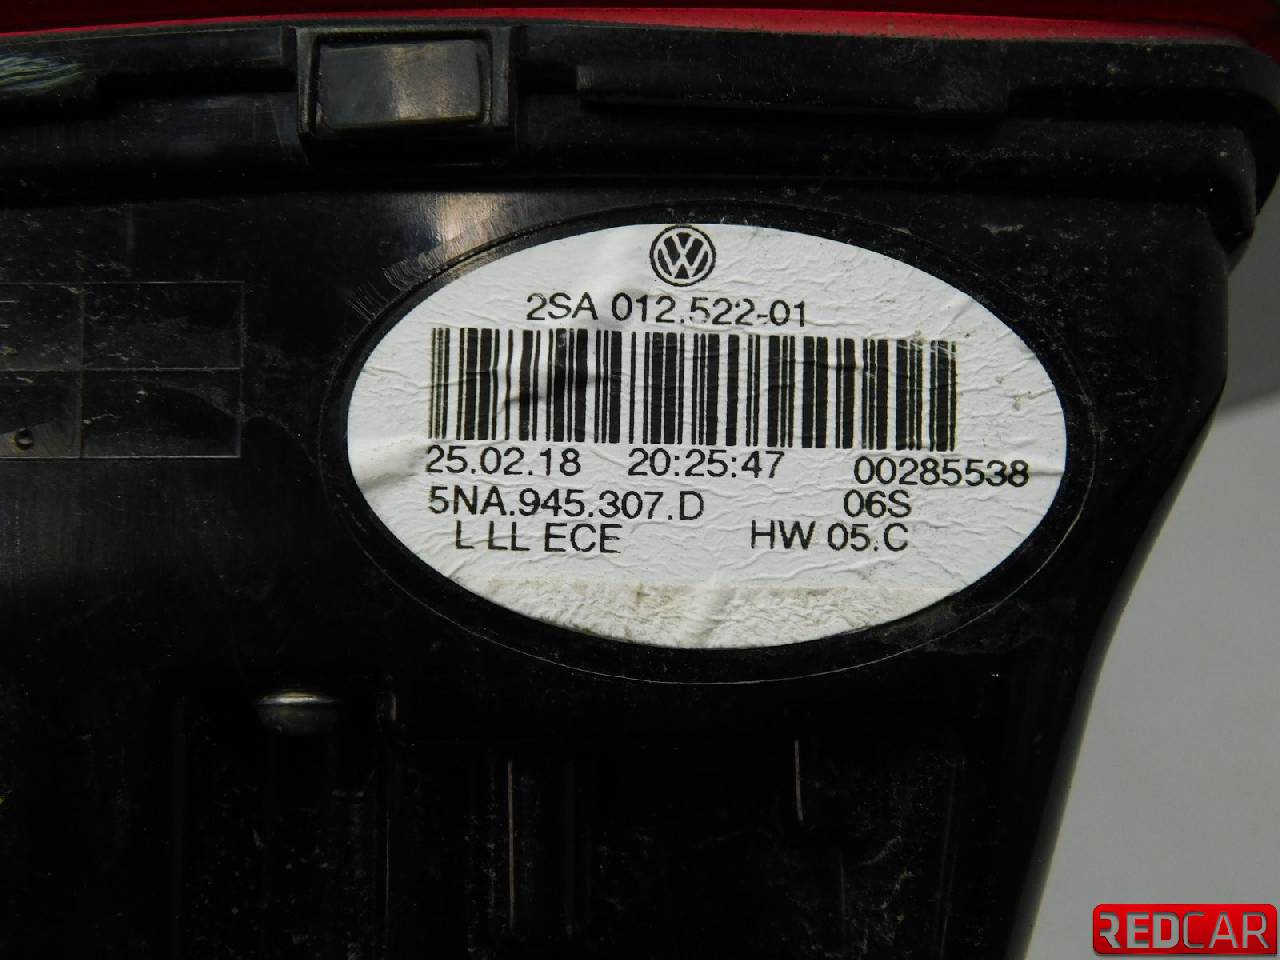 2SA 012.522-01
25.02.18 20:25:47 00285538
5NA.945.307.D 06S
L LL ECE HW 05.C
REDCAR